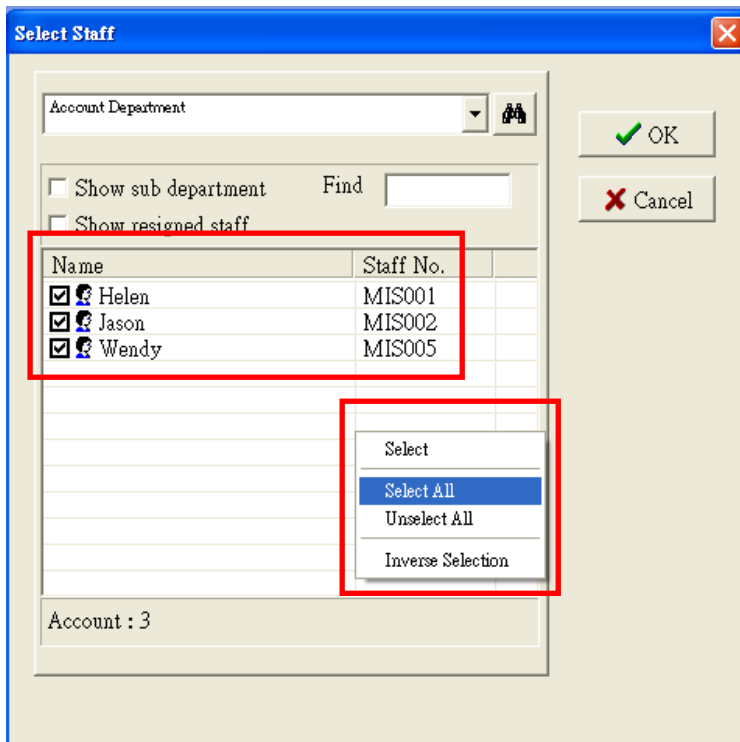 Select Staff
Account Department
OK
Show sub department Find
Cancel
Show resigned staff
Name Staff No.
Helen MIS001
Jason MIS002
Wendy MIS005
Select
Select All
Unselect All
Inverse Selection
Account : 3